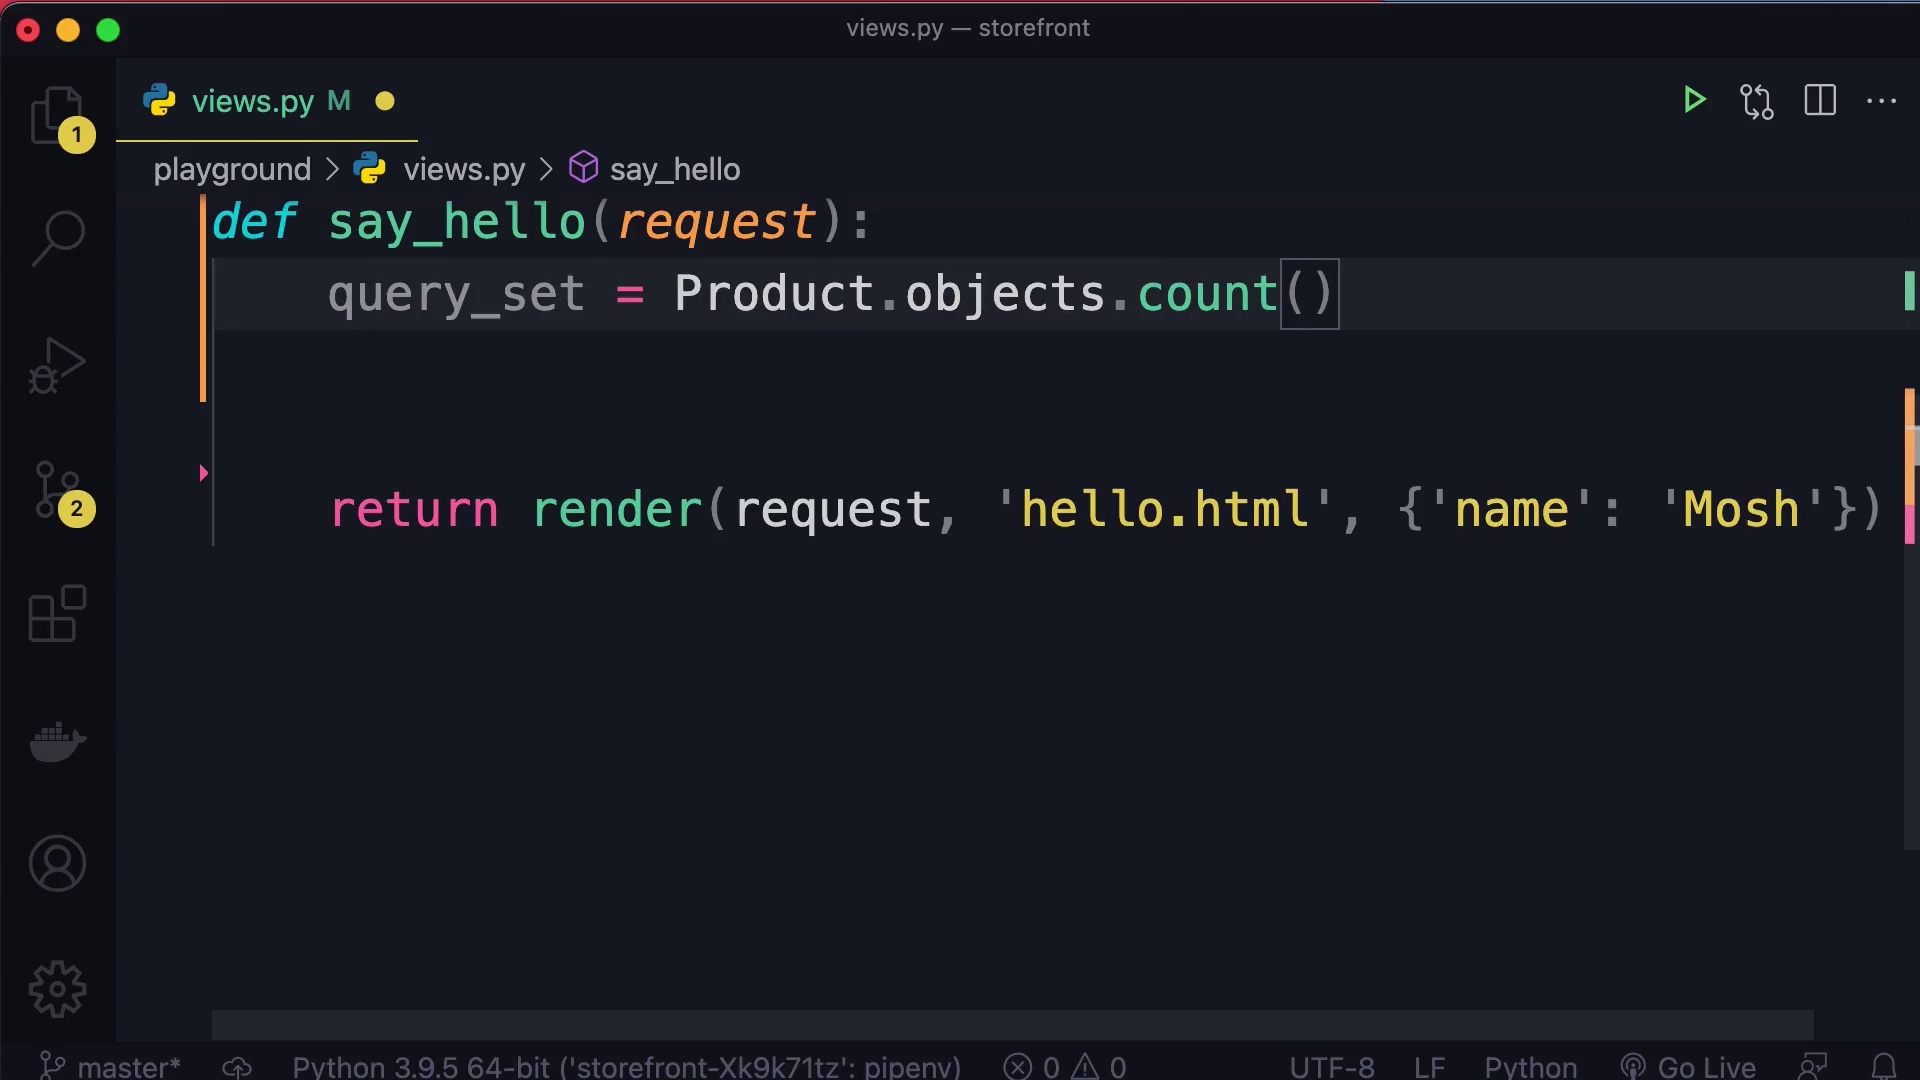 views.py — storefront
views.py M
1
playground > views.py > say_hello
def say_hello(request):
query_set = Product.objects.count()
return render(request, 'hello.html', {'name': 'Mosh'})
2
master* Python 3.9.5 64-bit ('storefront-Xk9k71tz': pipenv) 0 0 UTF-8 LF Python Go Live